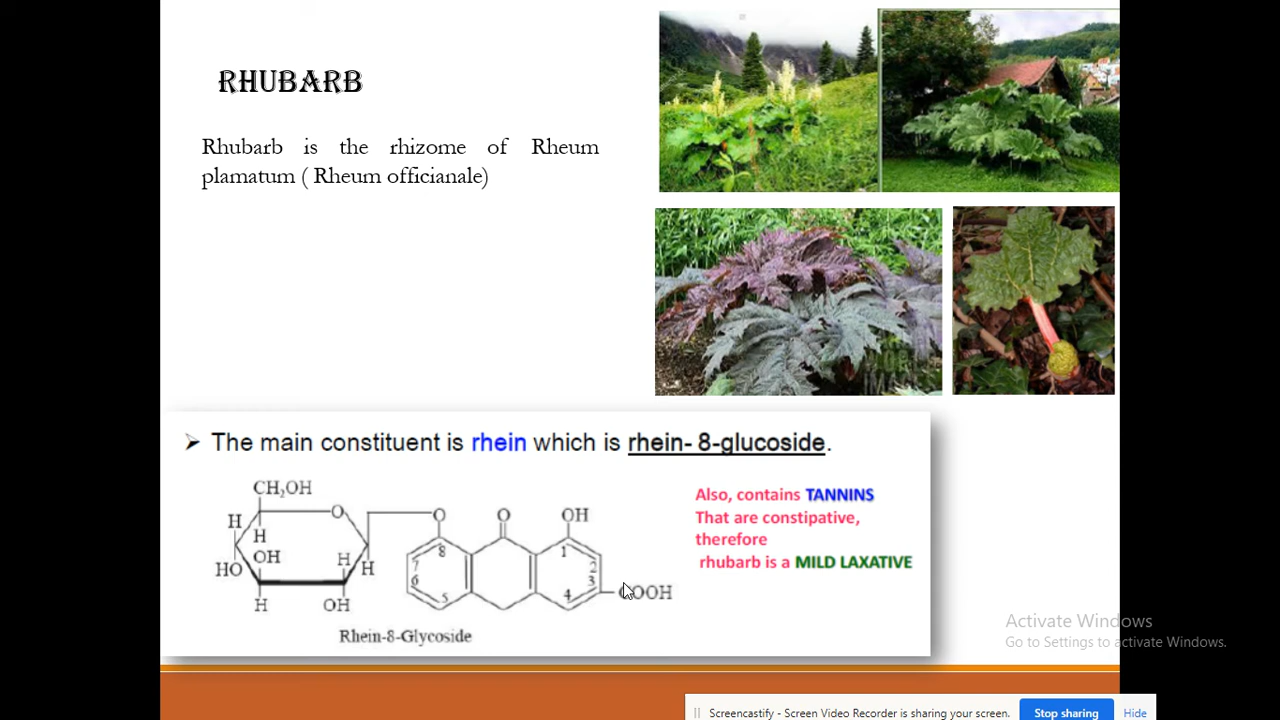 RHUBARB
Rhubarb is the rhizome of Rheum
plamatum ( Rheum officianale)
➢ The main constituent is rhein which is rhein- 8-glucoside.
CH₂OH
H
O
H
OH
H
HO
H
H
OH
O
O
OH
8
1
7
2
6
3
5
4
COOH
Rhein-8-Glycoside
Also, contains TANNINS
That are constipative,
therefore
rhubarb is a MILD LAXATIVE
Activate Windows
Go to Settings to activate Windows.
Screencastify - Screen Video Recorder is sharing your screen.
Stop sharing
Hide